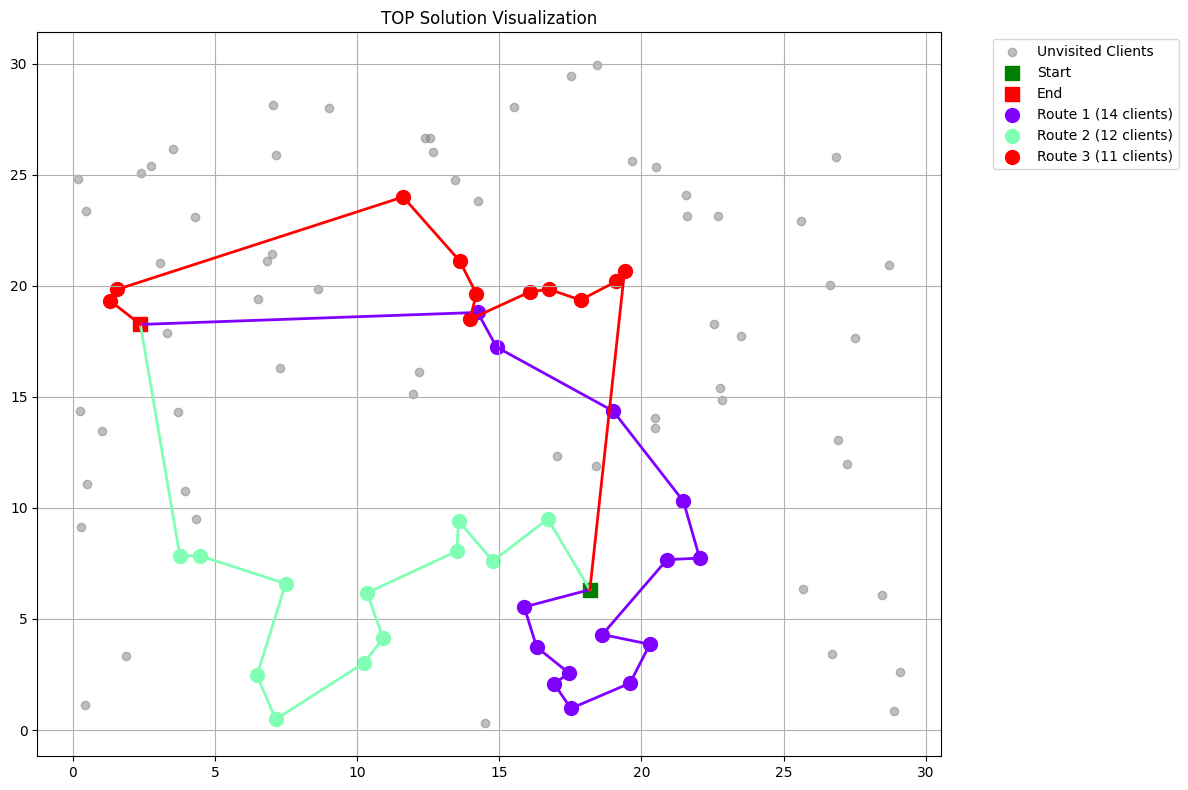 TOP Solution Visualization
Unvisited Clients
Start
End
Route 1 (14 clients)
Route 2 (12 clients)
Route 3 (11 clients)
30
25
20
15
10
5
0
0 5 10 15 20 25 30